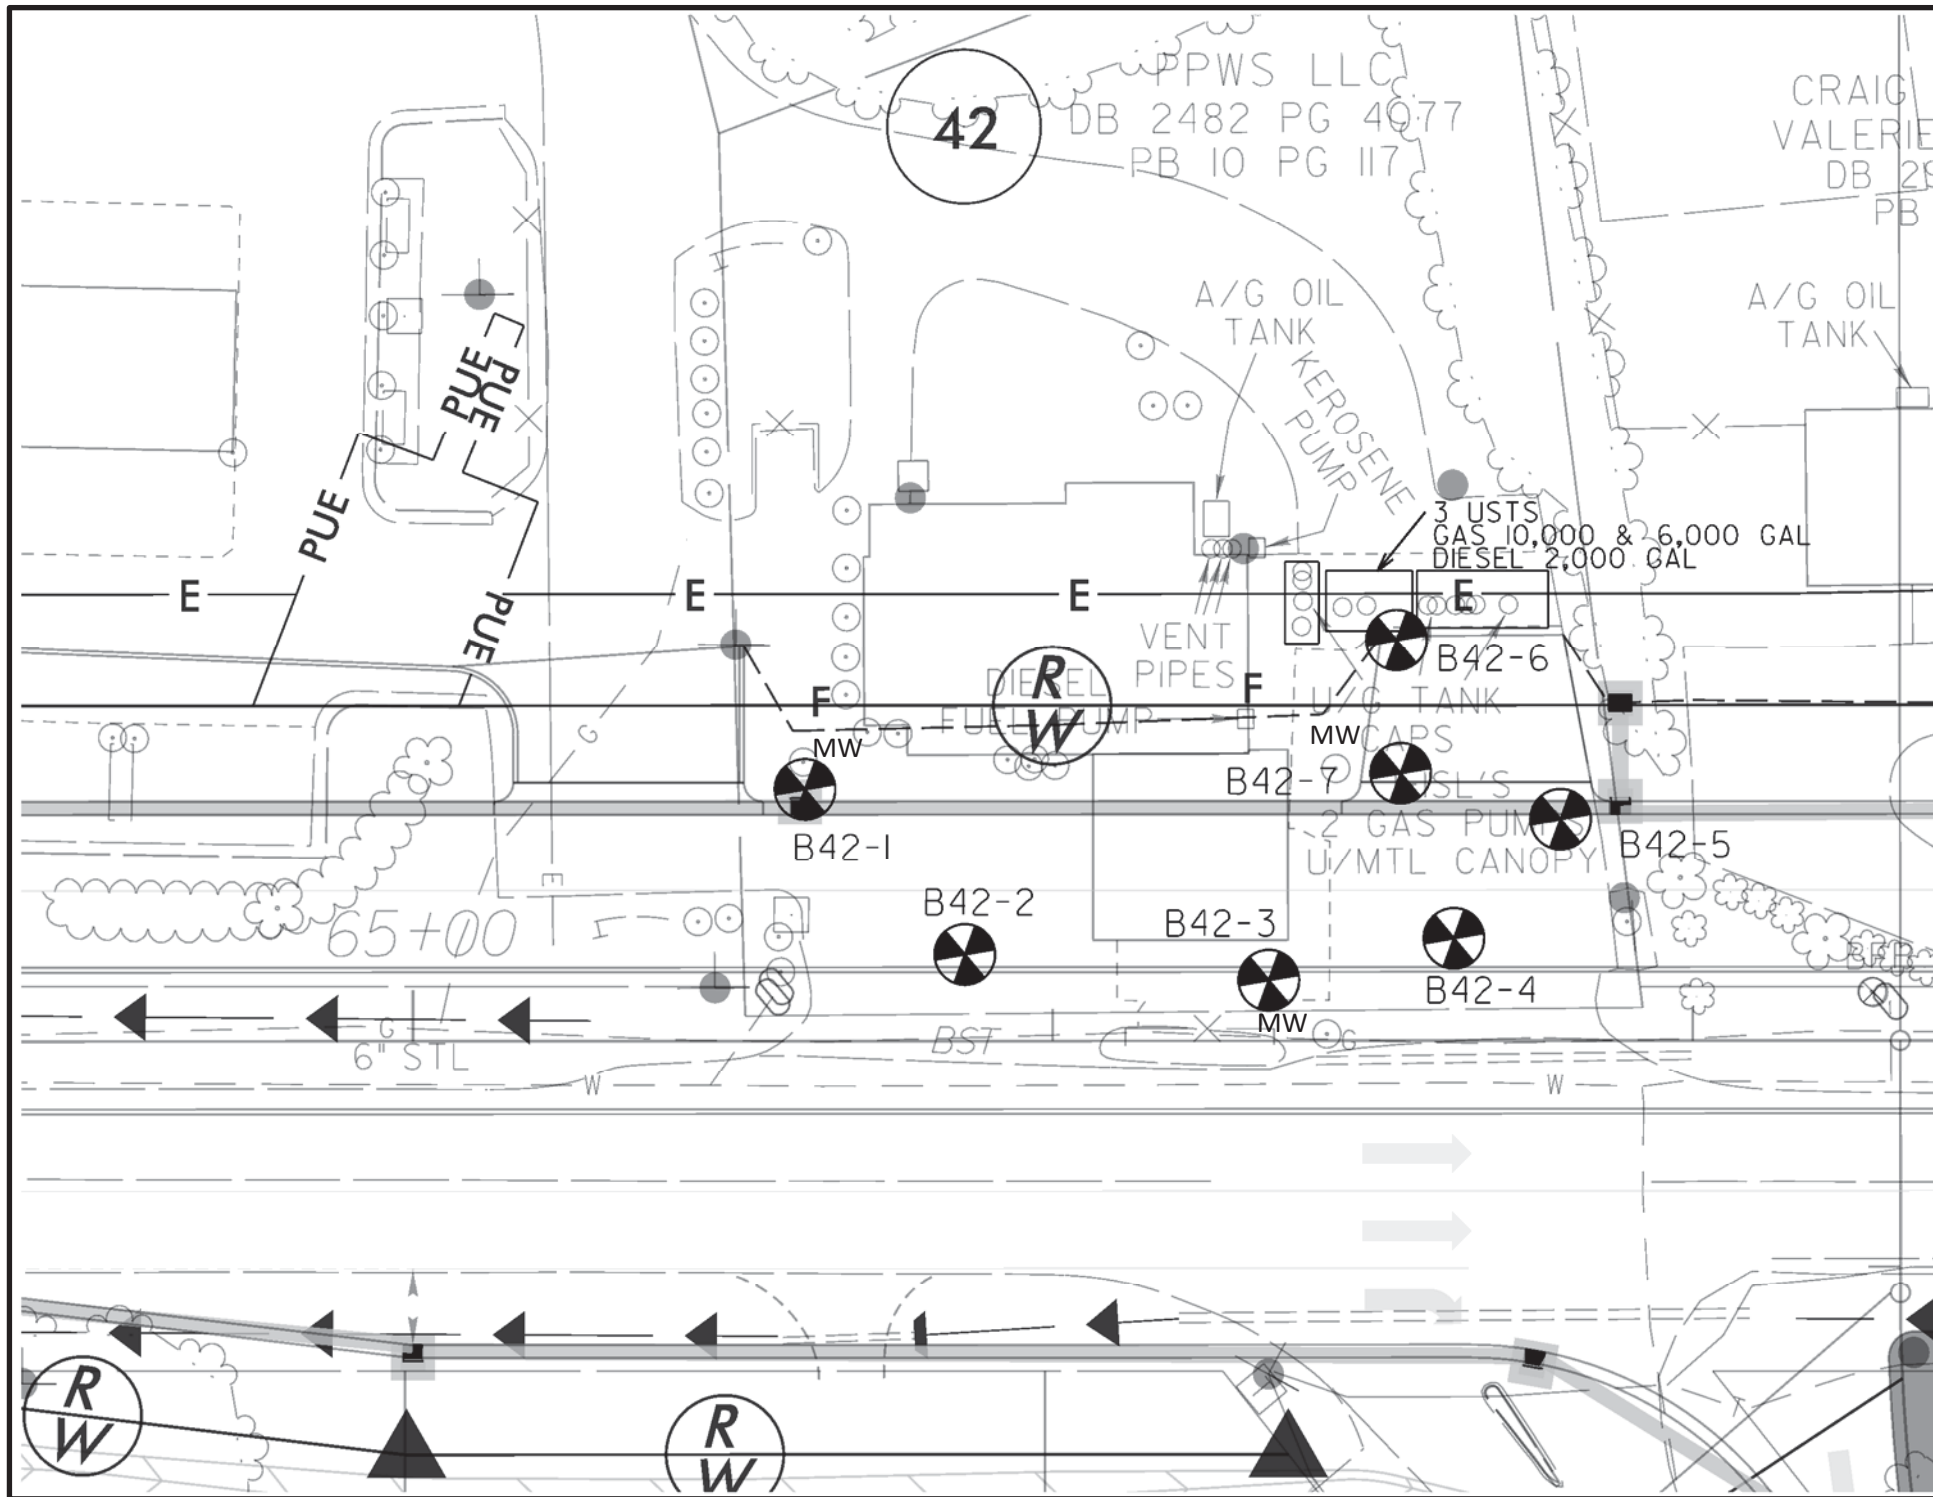 42
PPWS LLC
DB 2482 PG 4077
PB 10 PG 117
CRAIG
VALERIE
DB
PB
A/G OIL
TANK
A/G OIL
TANK
KEROSENE
PUMP
PUE
PUE
PUE
PUE
3 USTS
GAS 10,000 & 6,000 GAL
DIESEL 2,000 GAL
E
E
E
E
VENT
PIPES
B42-6
R
W
DIESEL
FUEL PUMP
F
F
U/G TANK
CAPS
MW
MW
G
B42-7
ISL'S
2 GAS PUMPS
U/MTL CANOPY
B42-1
B42-5
E
65+00
B42-2
B42-3
B42-4
MW
G
6" STL
BST
G
W
W
T
R
W
R
W